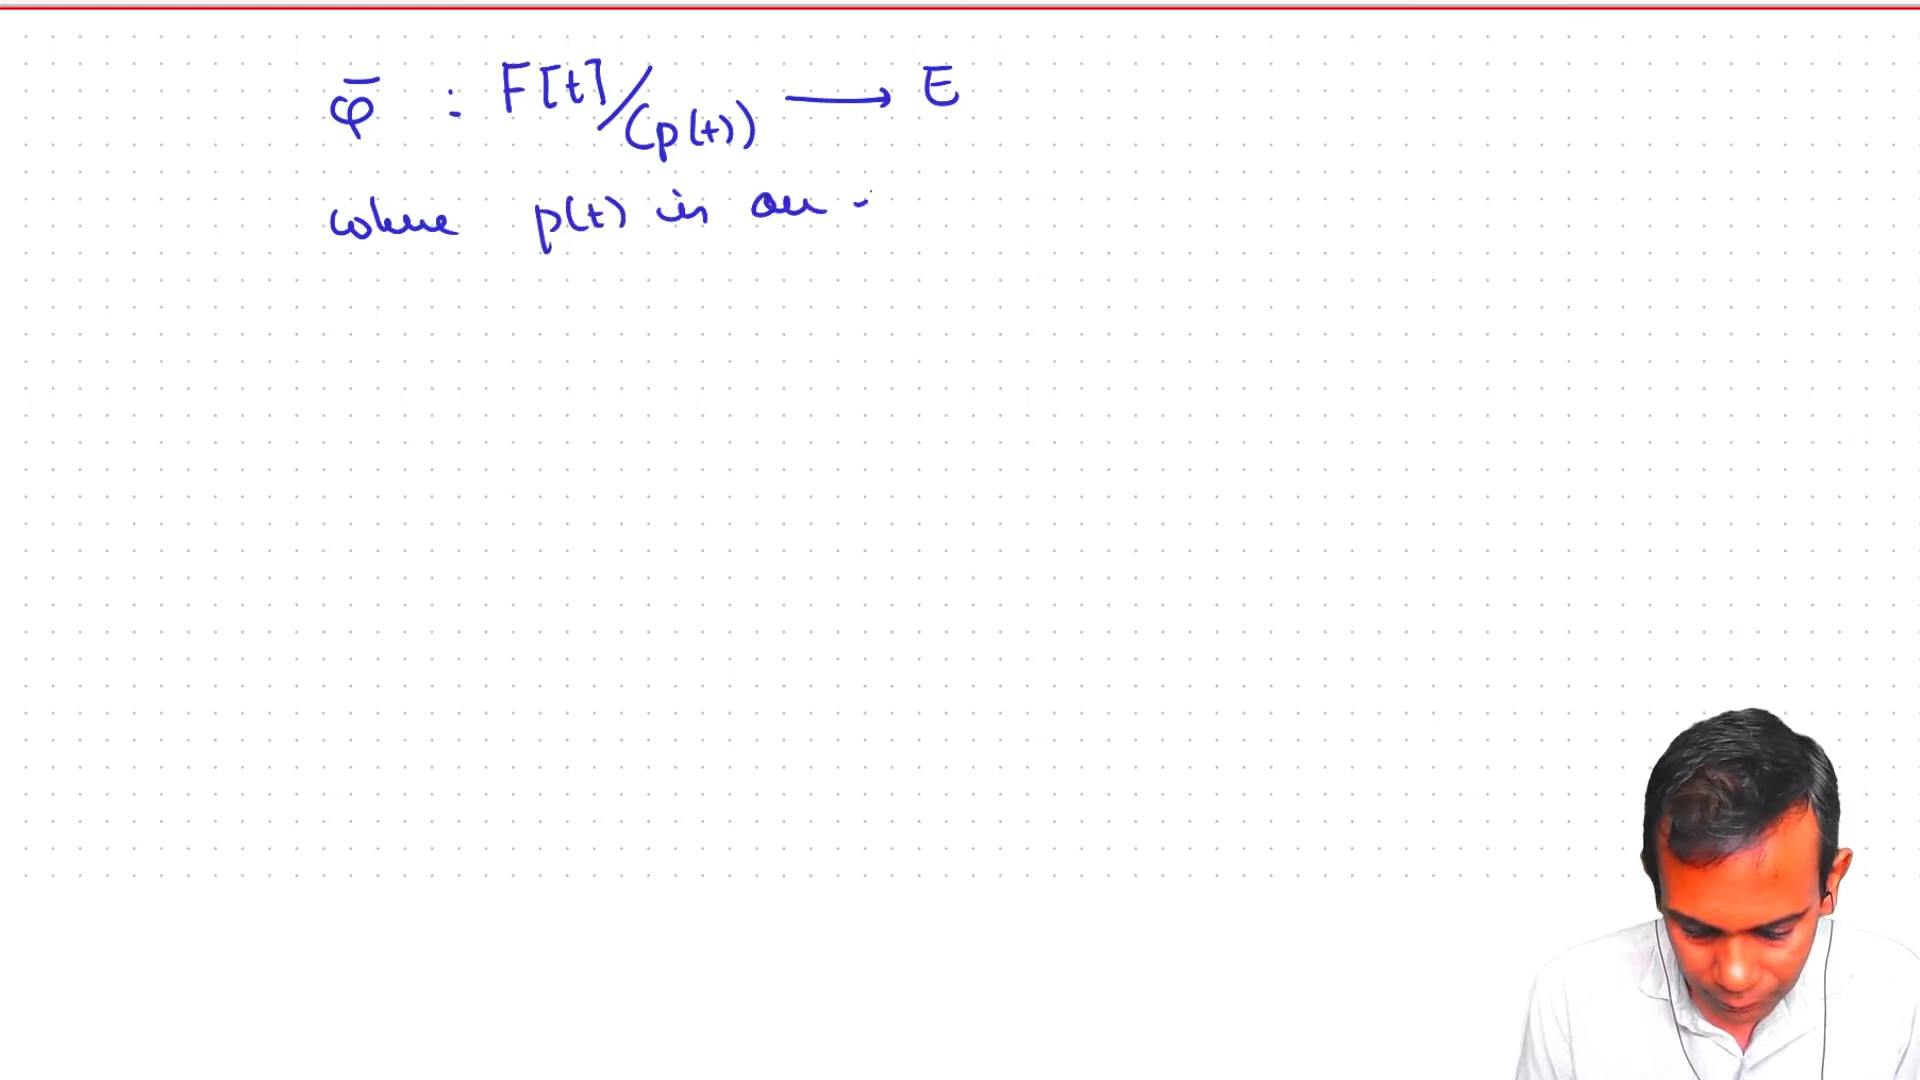 φ̄ : F[t]/(p(t)) ⟶ E
where p(t) is an